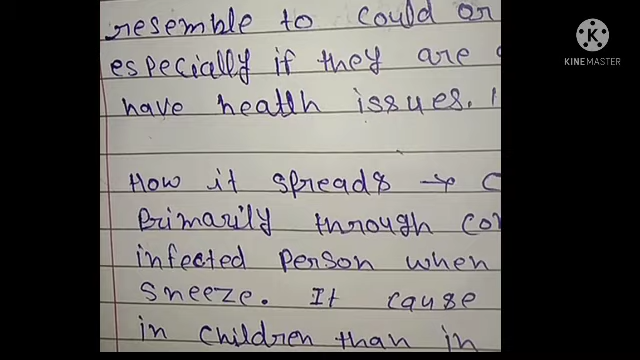 resemble to could or
especially if they are
have health issues.
How it spreads → C
Primarily through co
infected person when
sneeze. It cause
in children than in
KINEMASTER